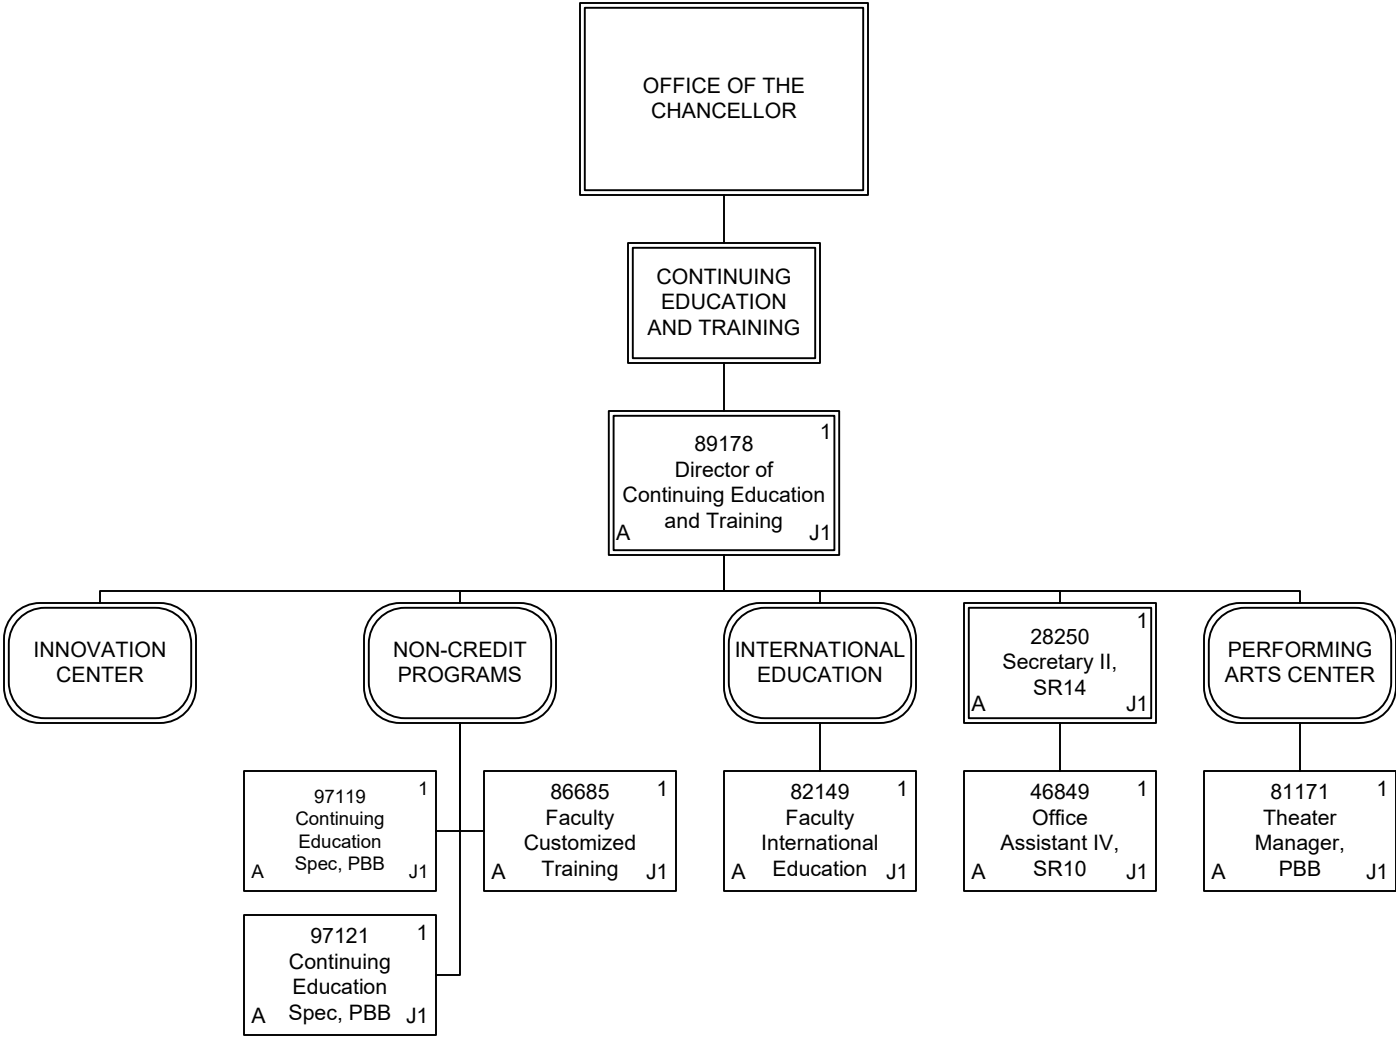 OFFICE OF THE
CHANCELLOR
CONTINUING
EDUCATION
AND TRAINING
1
89178
Director of
Continuing Education
and Training
A J1
INNOVATION
CENTER
NON-CREDIT
PROGRAMS
INTERNATIONAL
EDUCATION
1
28250
Secretary II,
SR14
A J1
PERFORMING
ARTS CENTER
1
97119
Continuing
Education
Spec, PBB
A J1
86685 1
Faculty
Customized
Training
A J1
82149 1
Faculty
International
Education
A J1
46849 1
Office
Assistant IV,
SR10
A J1
81171 1
Theater
Manager,
PBB
A J1
97121 1
Continuing
Education
Spec, PBB
A J1